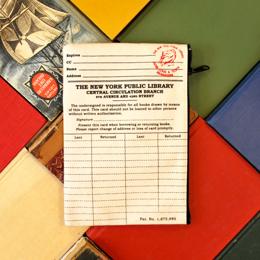 Expires
CC
Name
Address
THE NEW YORK PUBLIC LIBRARY
CENTRAL CIRCULATION BRANCH
5TH AVENUE AND 42ND STREET
The undersigned is responsible for all books drawn by means
of this card. This card should not be loaned to other persons
without written authorization.
Signature
Present this card when borrowing or returning books.
Please report change of address or loss of card promptly.
Lent Returned Lent Returned
Pat. No. 1,875,995